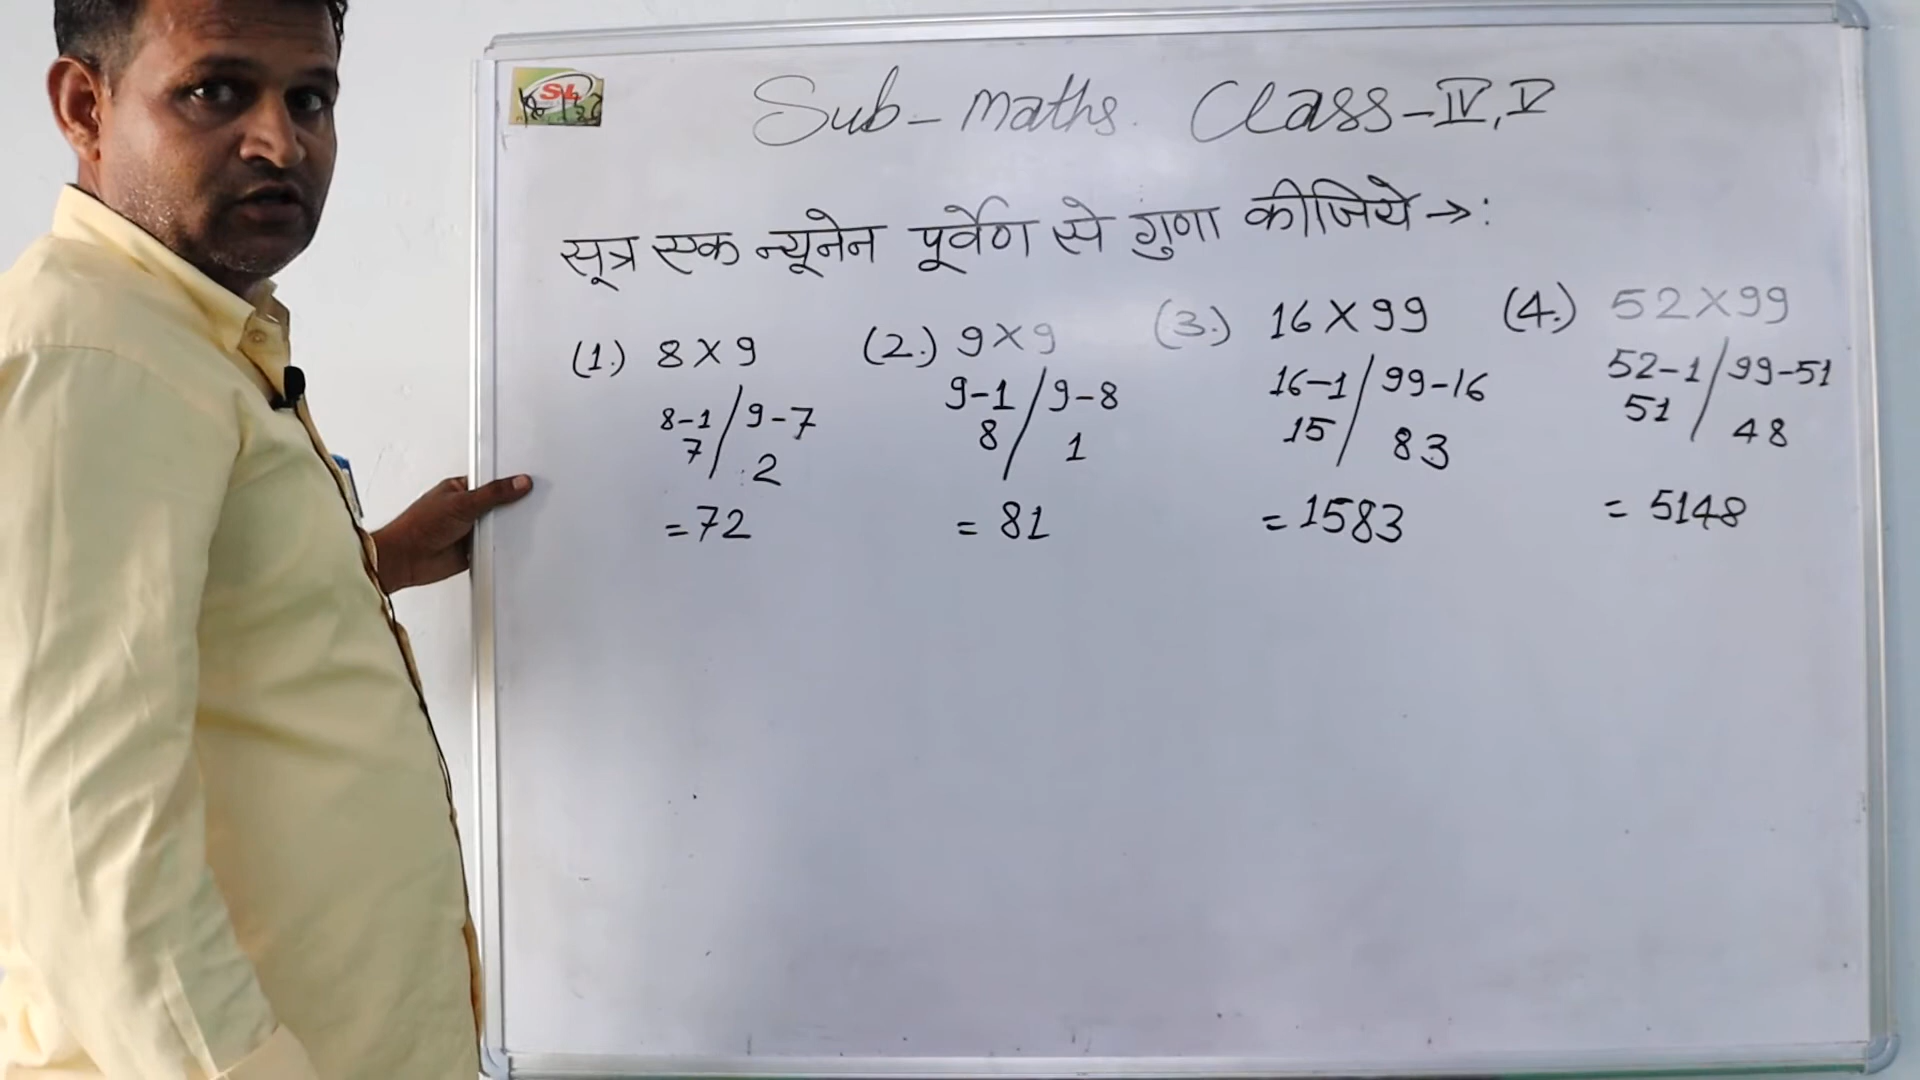 SL
Sub - maths. Class - IV, V
सूत्र एक न्यूनेन पूर्वेण से गुणा कीजिये →:
(1.) 8 X 9
8-1 / 9-7
7 / 2
= 72
(2.) 9 X 9
9-1 / 9-8
8 / 1
= 81
(3.) 16 X 99
16-1 / 99-16
15 / 83
= 1583
(4.) 52 X 99
52-1 / 99-51
51 / 48
= 5148